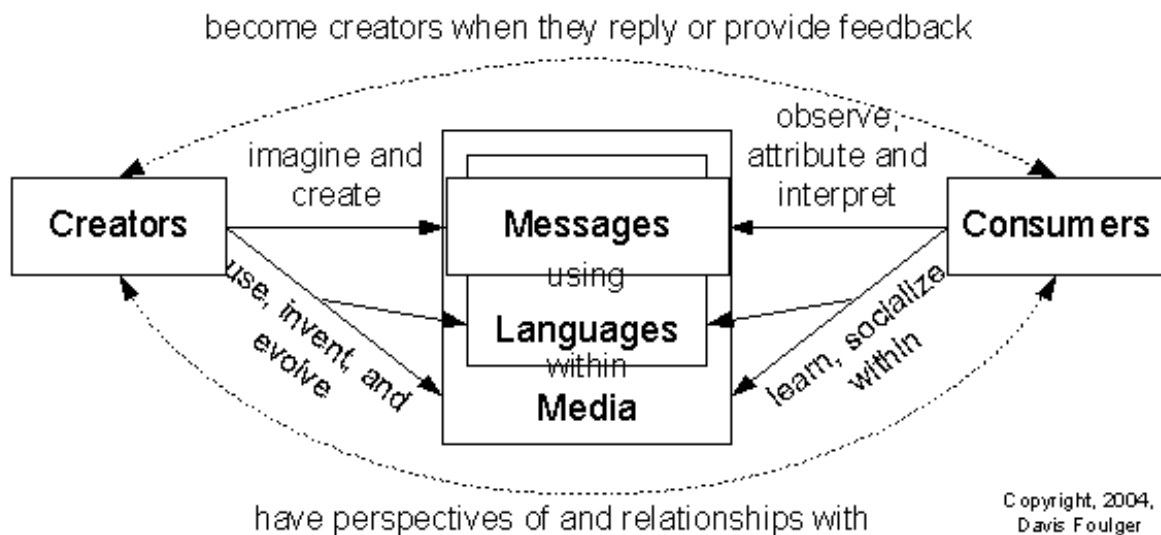 become creators when they reply or provide feedback
imagine and
create
observe,
attribute and
interpret
Creators
Messages
Consumers
using
use, invent, and
evolve
Languages
learn, socialize
within
within
Media
have perspectives of and relationships with
Copyright, 2004,
Davis Foulger